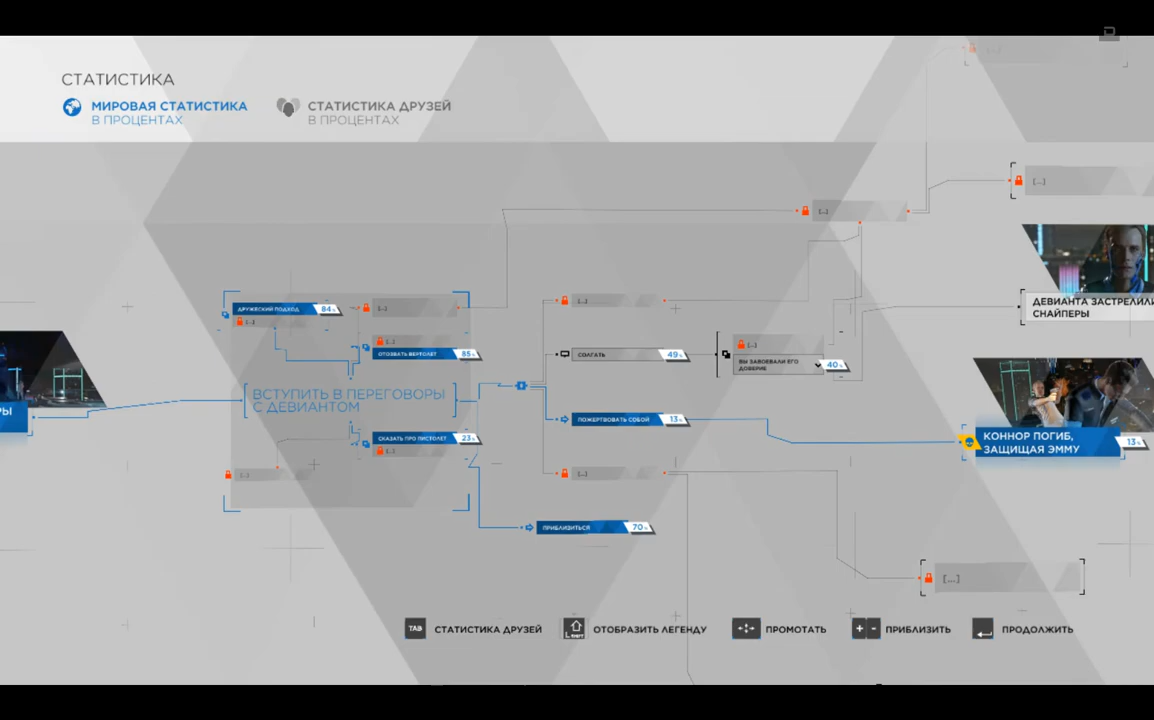 СТАТИСТИКА
МИРОВАЯ СТАТИСТИКА
В ПРОЦЕНТАХ
СТАТИСТИКА ДРУЗЕЙ
В ПРОЦЕНТАХ
[...]
[...]
[...]
ДЕВИАНТА ЗАСТРЕЛИЛИ
СНАЙПЕРЫ
ДРУЖЕСКИЙ ПОДХОД 84%
[...]
[...]
[...]
ОТОЗВАТЬ ВЕРТОЛЕТ 85%
[...]
СОЛГАТЬ 49%
[...]
ВЫ ЗАВОЕВАЛИ ЕГО
ДОВЕРИЕ
40%
ВСТУПИТЬ В ПЕРЕГОВОРЫ
С ДЕВИАНТОМ
РЫ
ПОЖЕРТВОВАТЬ СОБОЙ 13%
СКАЗАТЬ ПРО ПИСТОЛЕТ 23%
[...]
[...]
[...]
КОННОР ПОГИБ,
ЗАЩИЩАЯ ЭММУ
13%
ПРИБЛИЗИТЬСЯ 70%
[...]
TAB СТАТИСТИКА ДРУЗЕЙ
ОТОБРАЗИТЬ ЛЕГЕНДУ
ПРОМОТАТЬ
+ - ПРИБЛИЗИТЬ
ПРОДОЛЖИТЬ